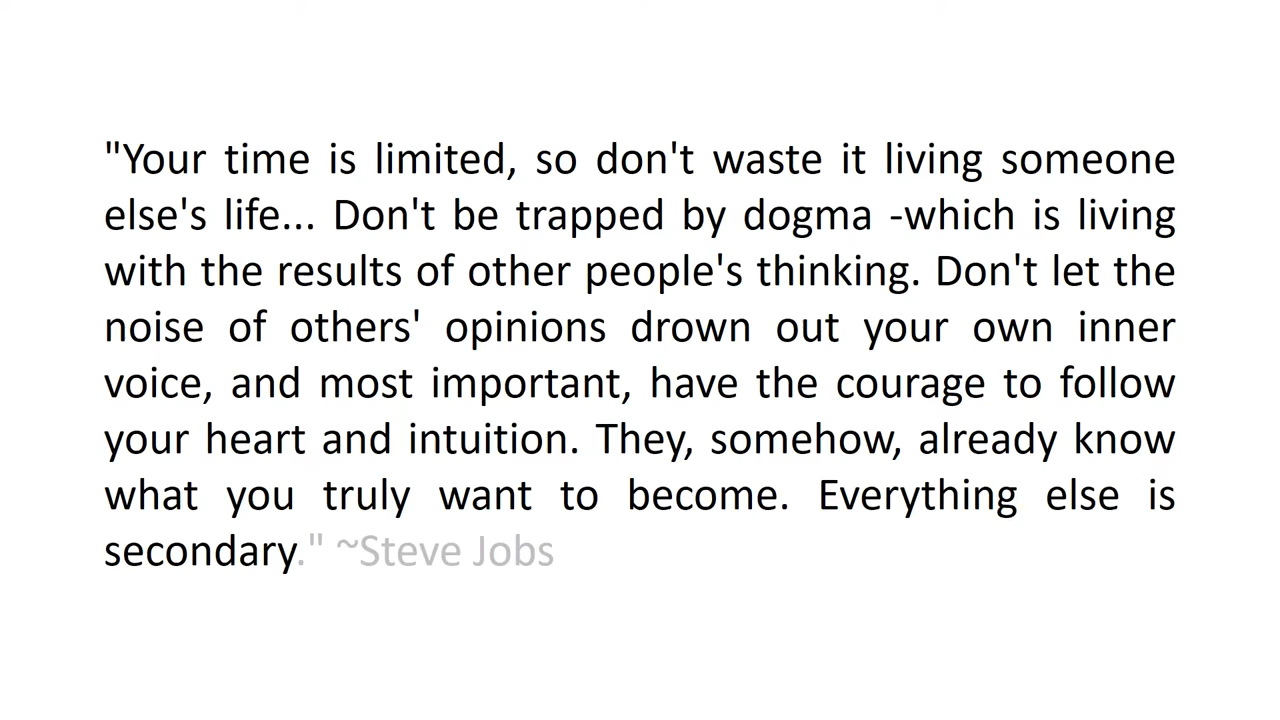 "Your time is limited, so don't waste it living someone
else's life... Don't be trapped by dogma -which is living
with the results of other people's thinking. Don't let the
noise of others' opinions drown out your own inner
voice, and most important, have the courage to follow
your heart and intuition. They, somehow, already know
what you truly want to become. Everything else is
secondary." ~Steve Jobs